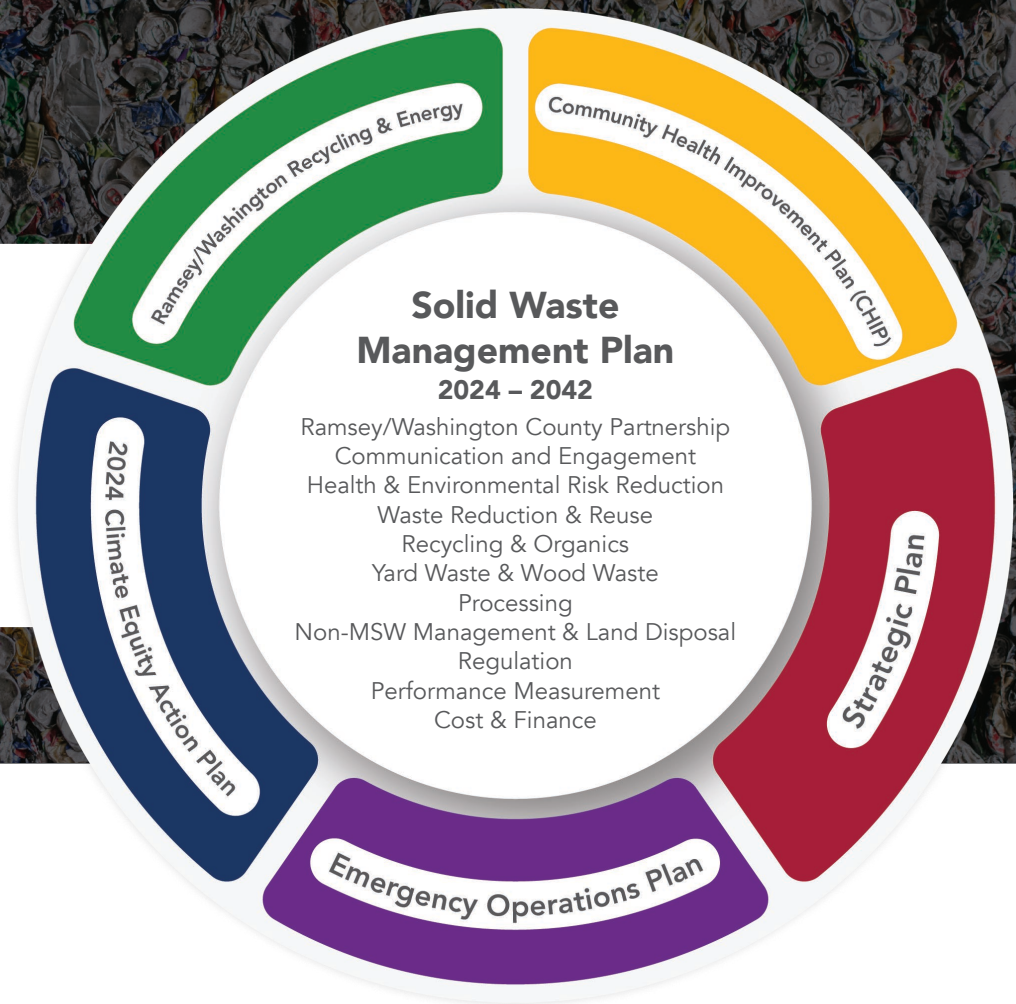 Ramsey/Washington Recycling & Energy
Community Health Improvement Plan (CHIP)
Solid Waste
Management Plan
2024 – 2042
Ramsey/Washington County Partnership
Communication and Engagement
Health & Environmental Risk Reduction
Waste Reduction & Reuse
Recycling & Organics
Yard Waste & Wood Waste
Processing
Non-MSW Management & Land Disposal
Regulation
Performance Measurement
Cost & Finance
Strategic Plan
Emergency Operations Plan
2024 Climate Equity Action Plan